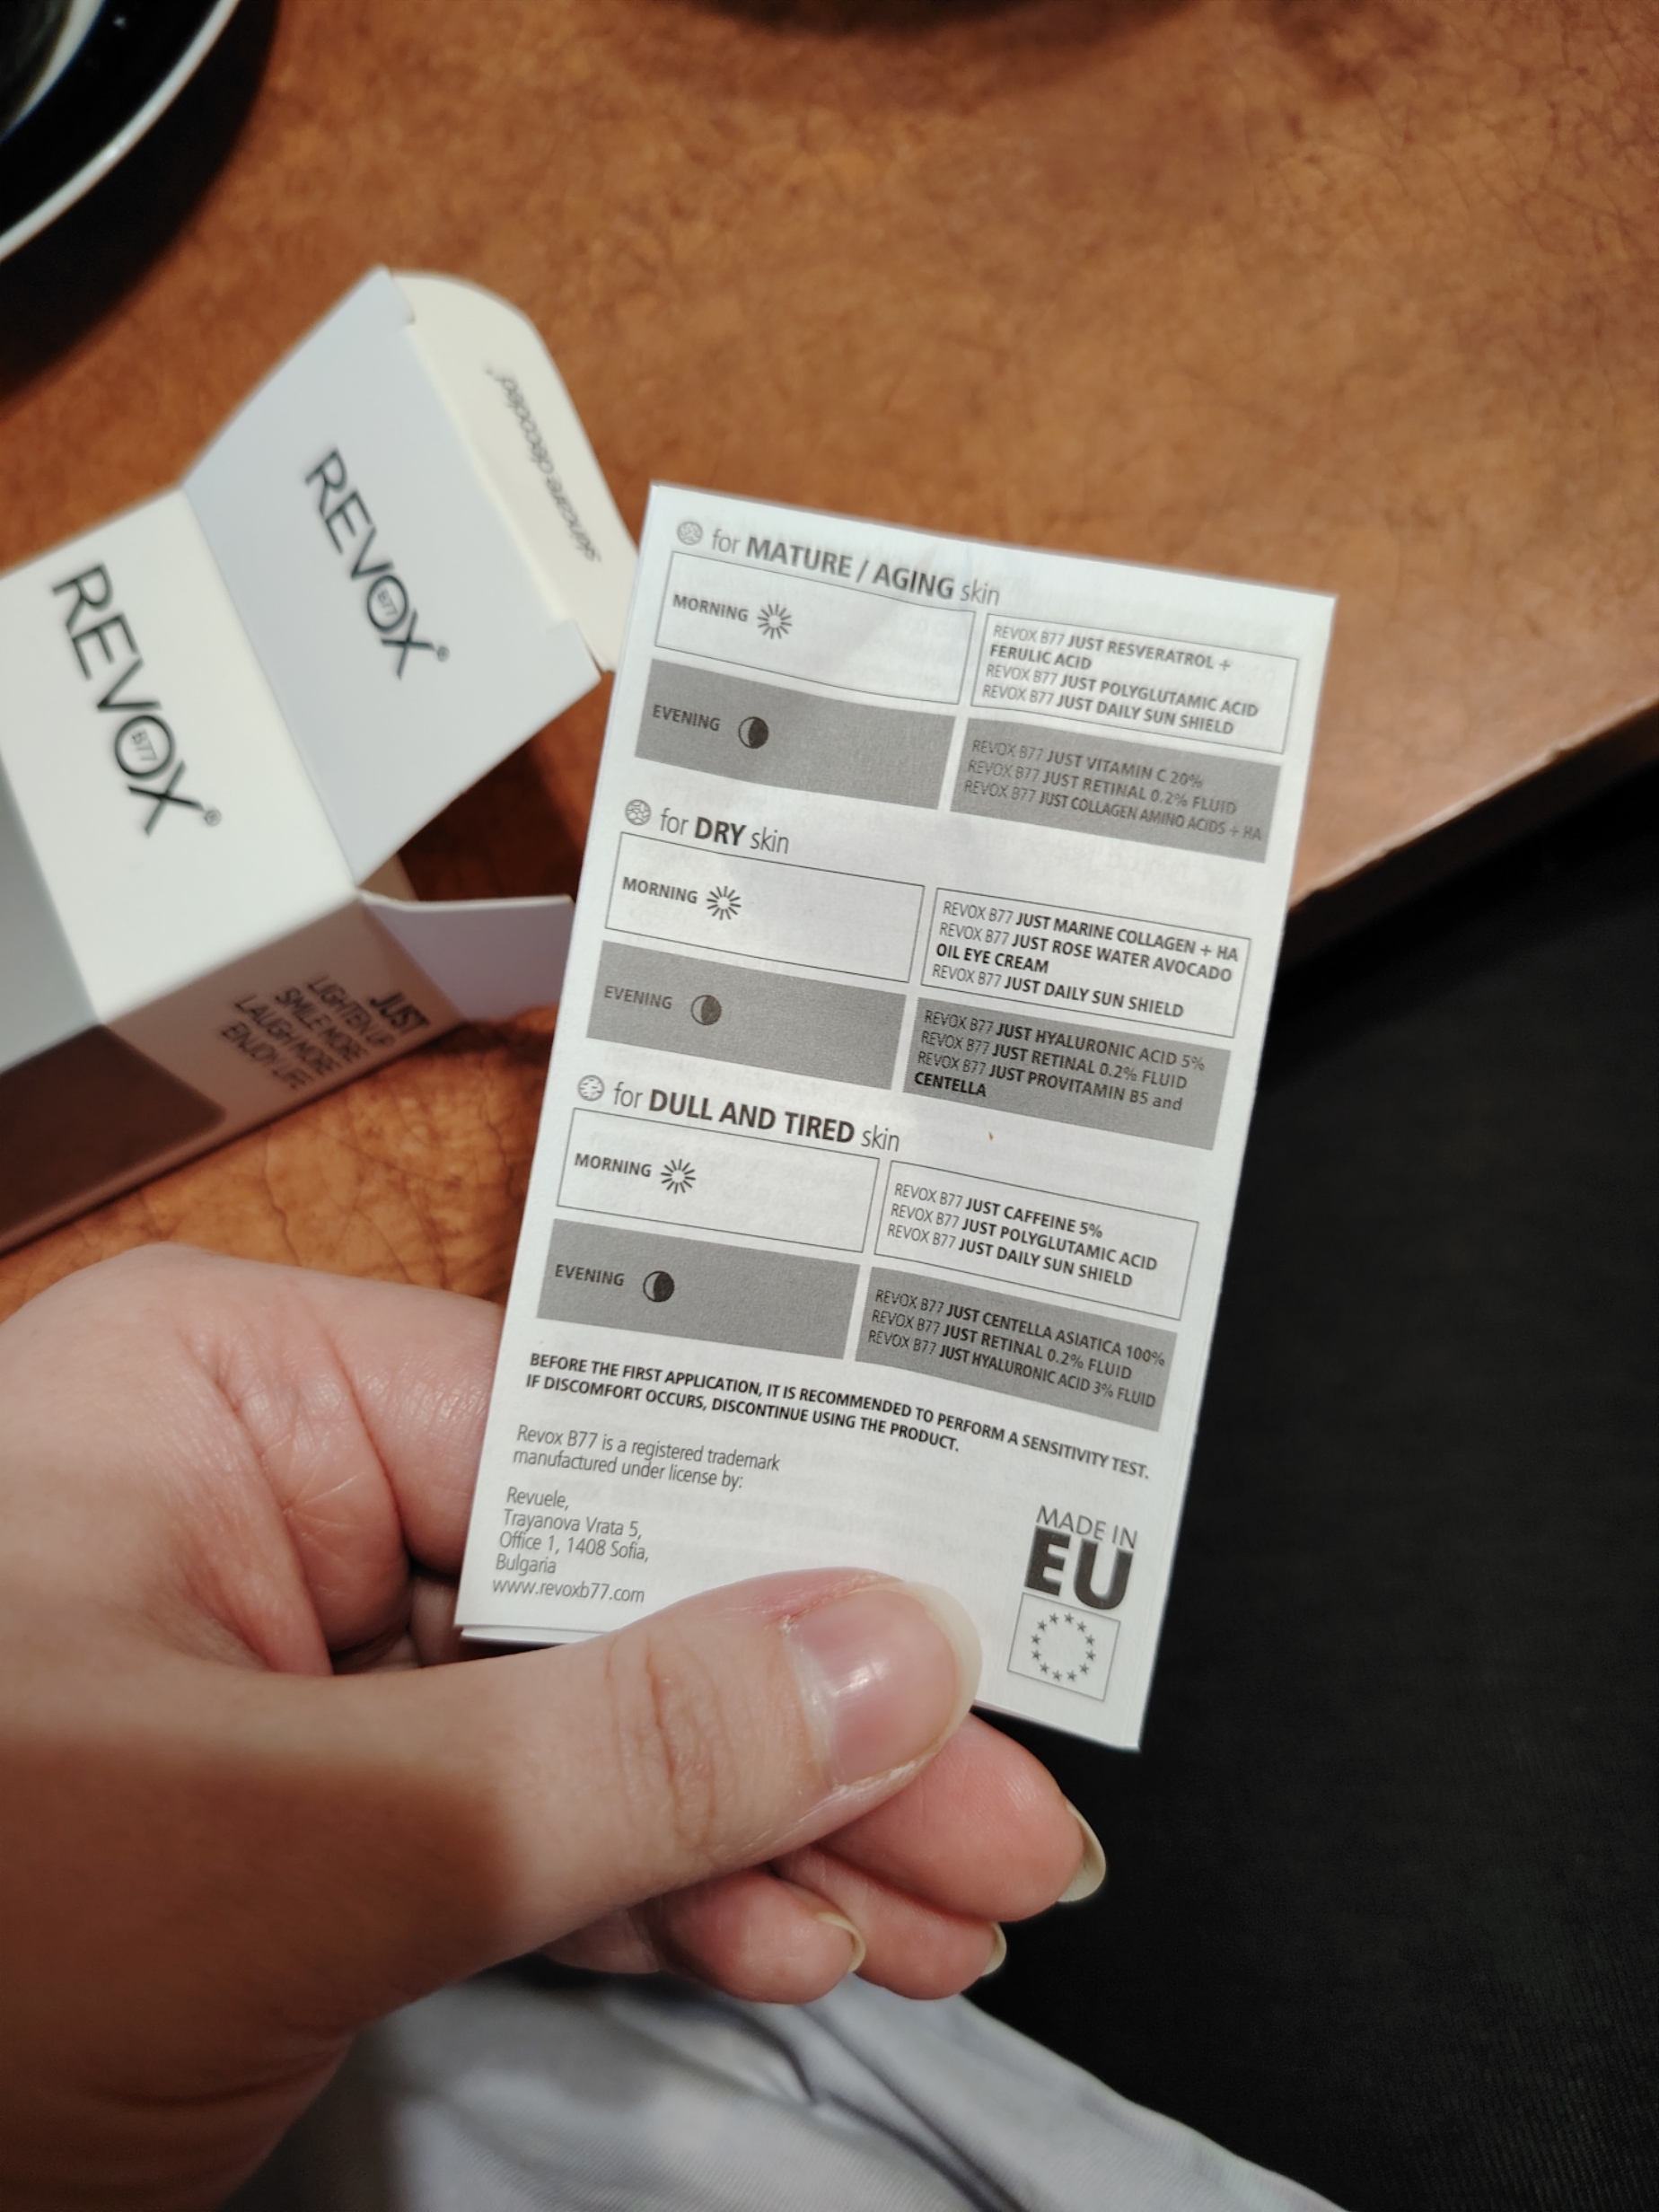 skincare decoded
REVOX B77®
REVOX B77®
JUST
LIGHTEN UP
SMILE MORE
LAUGH MORE
ENJOY LIFE
for MATURE / AGING skin
MORNING
REVOX B77 JUST RESVERATROL +
FERULIC ACID
REVOX B77 JUST POLYGLUTAMIC ACID
REVOX B77 JUST DAILY SUN SHIELD
EVENING
REVOX B77 JUST VITAMIN C 20%
REVOX B77 JUST RETINAL 0.2% FLUID
REVOX B77 JUST COLLAGEN AMINO ACIDS + HA
for DRY skin
MORNING
REVOX B77 JUST MARINE COLLAGEN + HA
REVOX B77 JUST ROSE WATER AVOCADO
OIL EYE CREAM
REVOX B77 JUST DAILY SUN SHIELD
EVENING
REVOX B77 JUST HYALURONIC ACID 5%
REVOX B77 JUST RETINAL 0.2% FLUID
REVOX B77 JUST PROVITAMIN B5 and
CENTELLA
for DULL AND TIRED skin
MORNING
REVOX B77 JUST CAFFEINE 5%
REVOX B77 JUST POLYGLUTAMIC ACID
REVOX B77 JUST DAILY SUN SHIELD
EVENING
REVOX B77 JUST CENTELLA ASIATICA 100%
REVOX B77 JUST RETINAL 0.2% FLUID
REVOX B77 JUST HYALURONIC ACID 3% FLUID
BEFORE THE FIRST APPLICATION, IT IS RECOMMENDED TO PERFORM A SENSITIVITY TEST.
IF DISCOMFORT OCCURS, DISCONTINUE USING THE PRODUCT.
Revox B77 is a registered trademark
manufactured under license by:
Revuele,
Trayanova Vrata 5,
Office 1, 1408 Sofia,
Bulgaria
www.revoxb77.com
MADE IN
EU